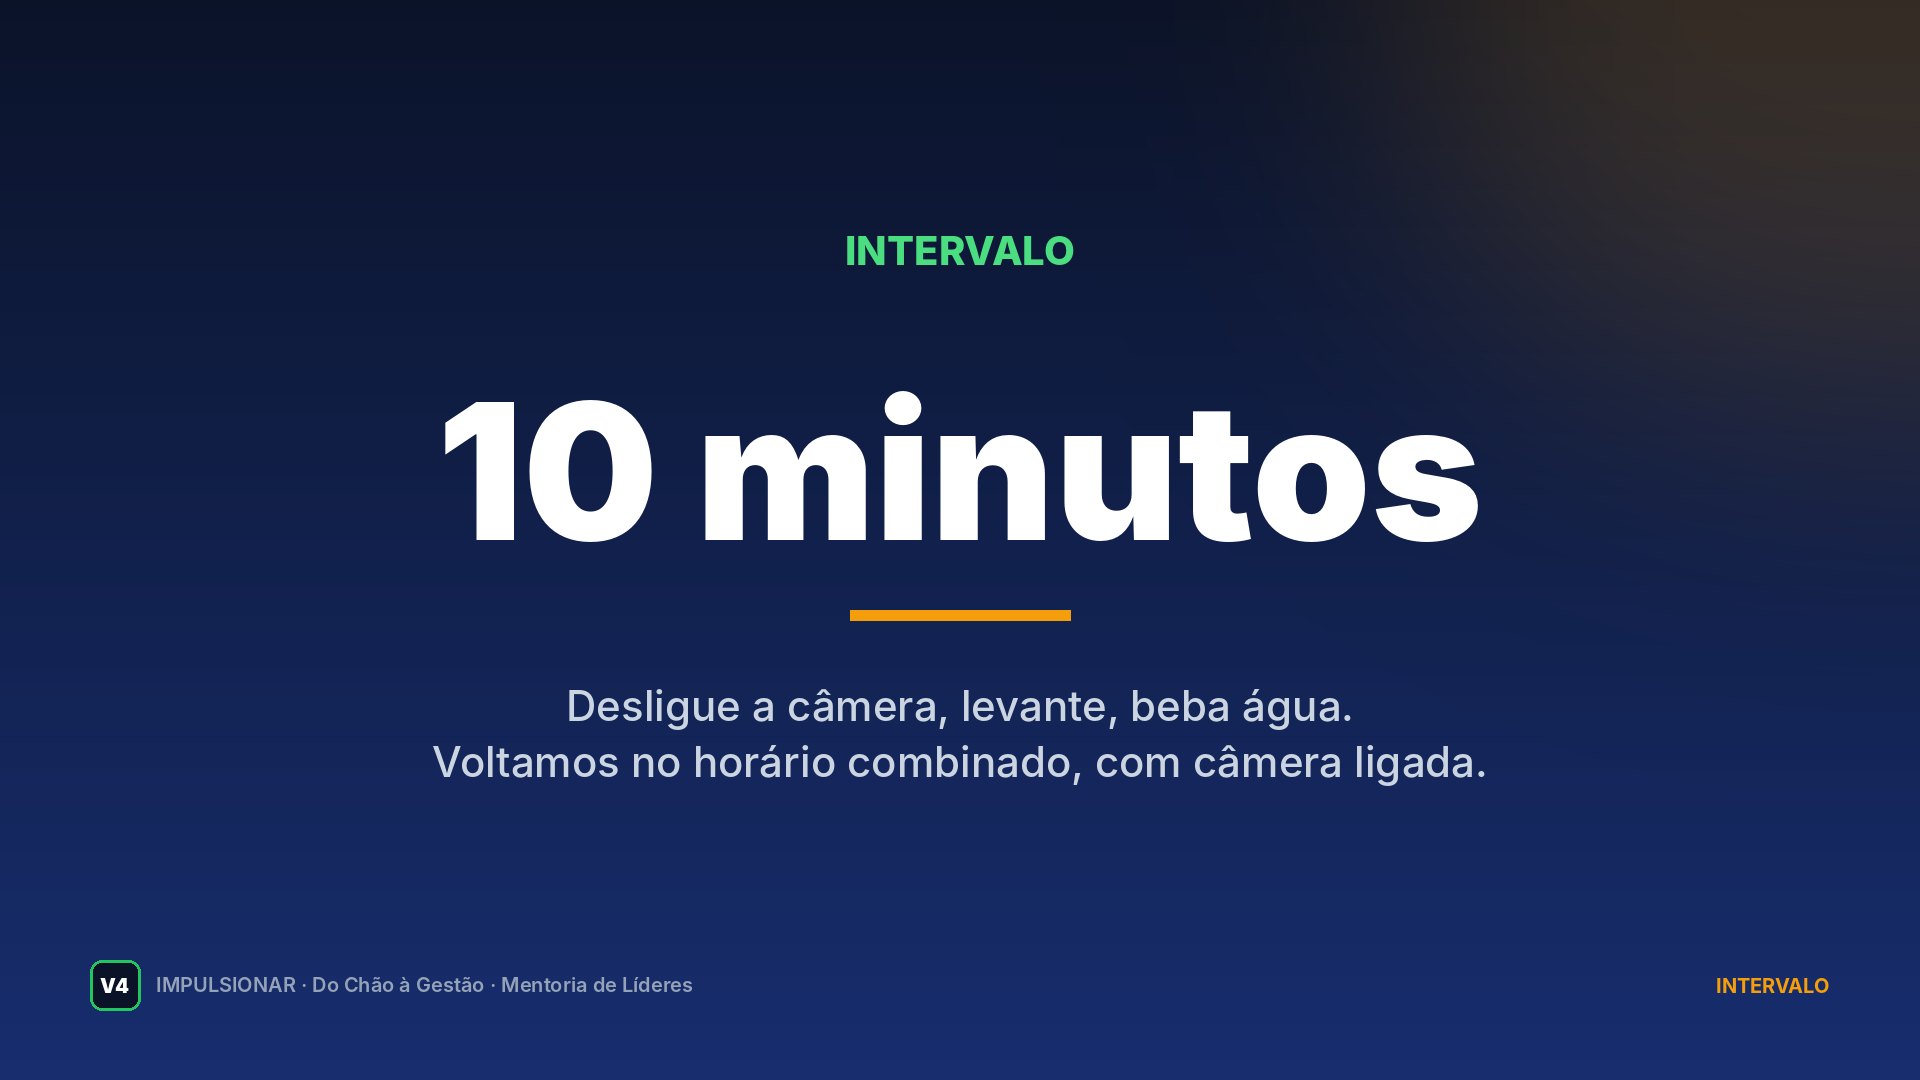 INTERVALO
10 minutos
Desligue a câmera, levante, beba água.
Voltamos no horário combinado, com câmera ligada.
V4 IMPULSIONAR · Do Chão à Gestão · Mentoria de Líderes
INTERVALO